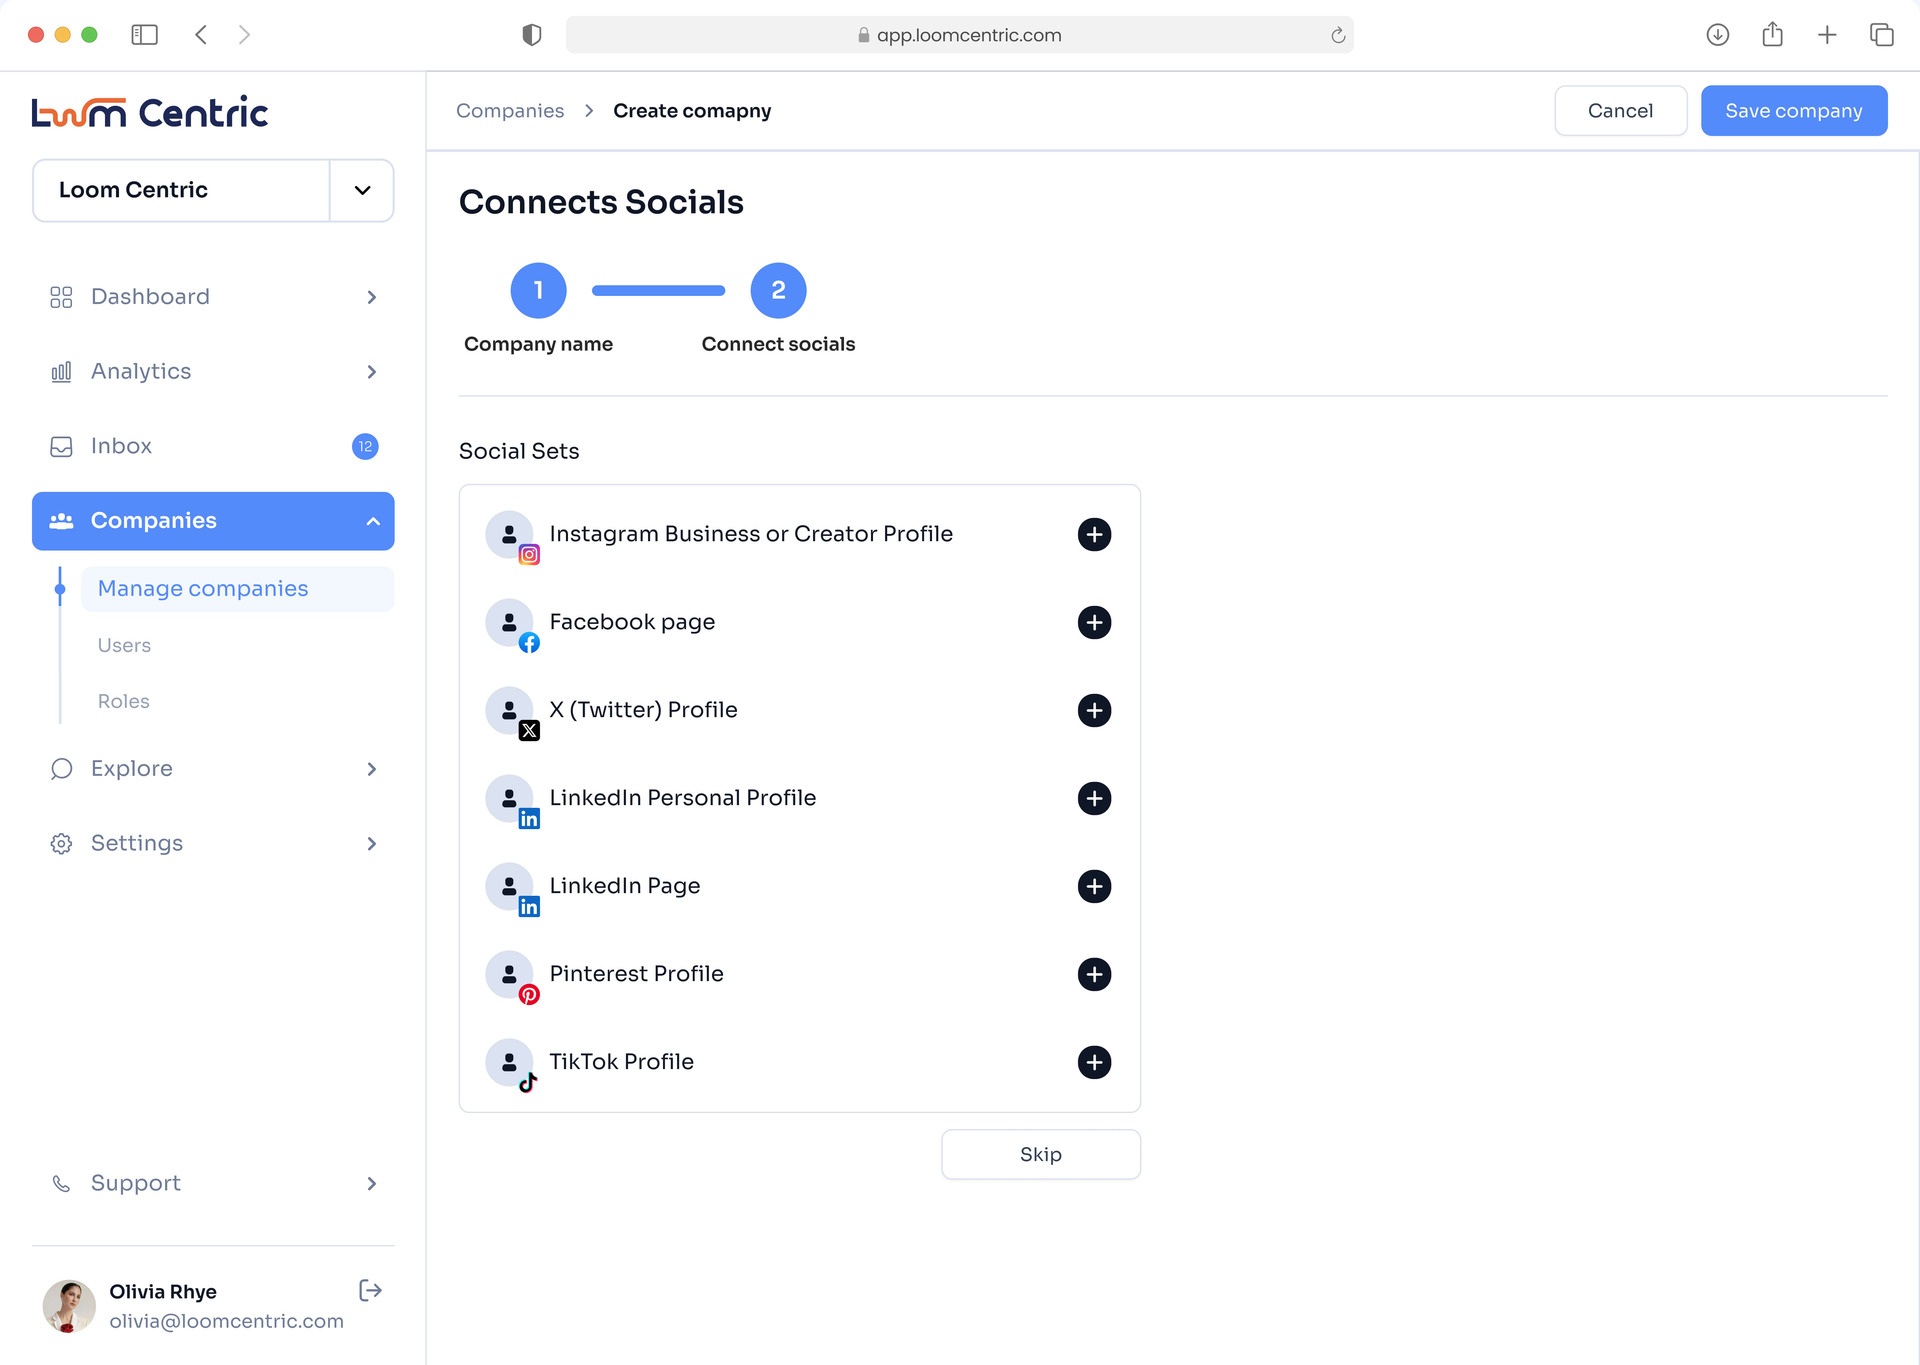 app.loomcentric.com
Loom Centric
Companies > Create comapny
Cancel
Save company
Loom Centric
Dashboard
Analytics
Inbox
12
Companies
Manage companies
Users
Roles
Explore
Settings
Support
Olivia Rhye
olivia@loomcentric.com
Connects Socials
1
2
Company name
Connect socials
Social Sets
Instagram Business or Creator Profile
Facebook page
X (Twitter) Profile
LinkedIn Personal Profile
in
LinkedIn Page
in
Pinterest Profile
TikTok Profile
Skip